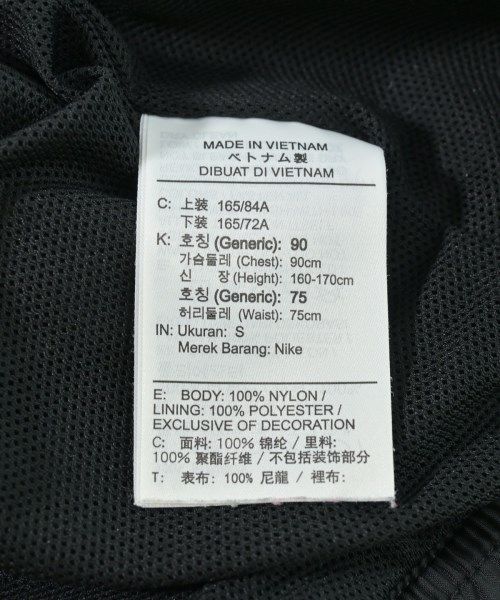 MADE IN VIETNAM
ベトナム製
DIBUAT DI VIETNAM
C: 上装 165/84A
下装 165/72A
K: 호칭 (Generic): 90
가슴둘레 (Chest): 90cm
신 장 (Height): 160-170cm
호칭 (Generic): 75
허리둘레 (Waist): 75cm
IN: Ukuran: S
Merek Barang: Nike
E: BODY: 100% NYLON /
LINING: 100% POLYESTER /
EXCLUSIVE OF DECORATION
C: 面料: 100% 锦纶 / 里料:
100% 聚酯纤维 / 不包括装饰部分
T: 表布: 100% 尼龍 / 裡布: